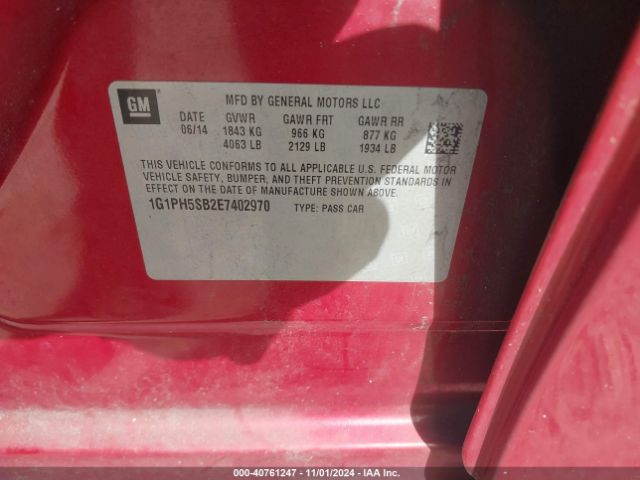 GM
MFD BY GENERAL MOTORS LLC
DATE GVWR GAWR FRT GAWR RR
06/14 1843 KG 966 KG 877 KG
4063 LB 2129 LB 1934 LB
THIS VEHICLE CONFORMS TO ALL APPLICABLE U.S. FEDERAL MOTOR
VEHICLE SAFETY, BUMPER, AND THEFT PREVENTION STANDARDS IN
EFFECT ON THE DATE OF MANUFACTURE SHOWN ABOVE.
1G1PH5SB2E7402970 TYPE: PASS CAR
000-40761247 - 11/01/2024 - IAA Inc.